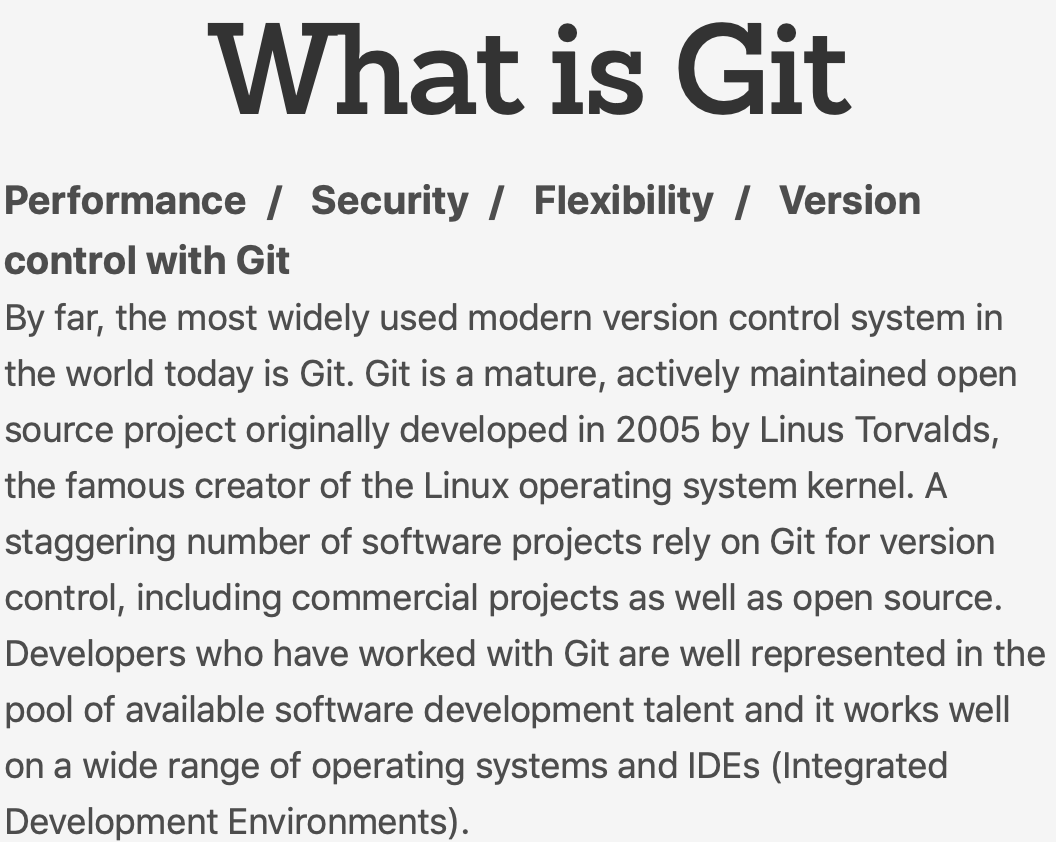 What is Git
Performance / Security / Flexibility / Version
control with Git
By far, the most widely used modern version control system in
the world today is Git. Git is a mature, actively maintained open
source project originally developed in 2005 by Linus Torvalds,
the famous creator of the Linux operating system kernel. A
staggering number of software projects rely on Git for version
control, including commercial projects as well as open source.
Developers who have worked with Git are well represented in the
pool of available software development talent and it works well
on a wide range of operating systems and IDEs (Integrated
Development Environments).